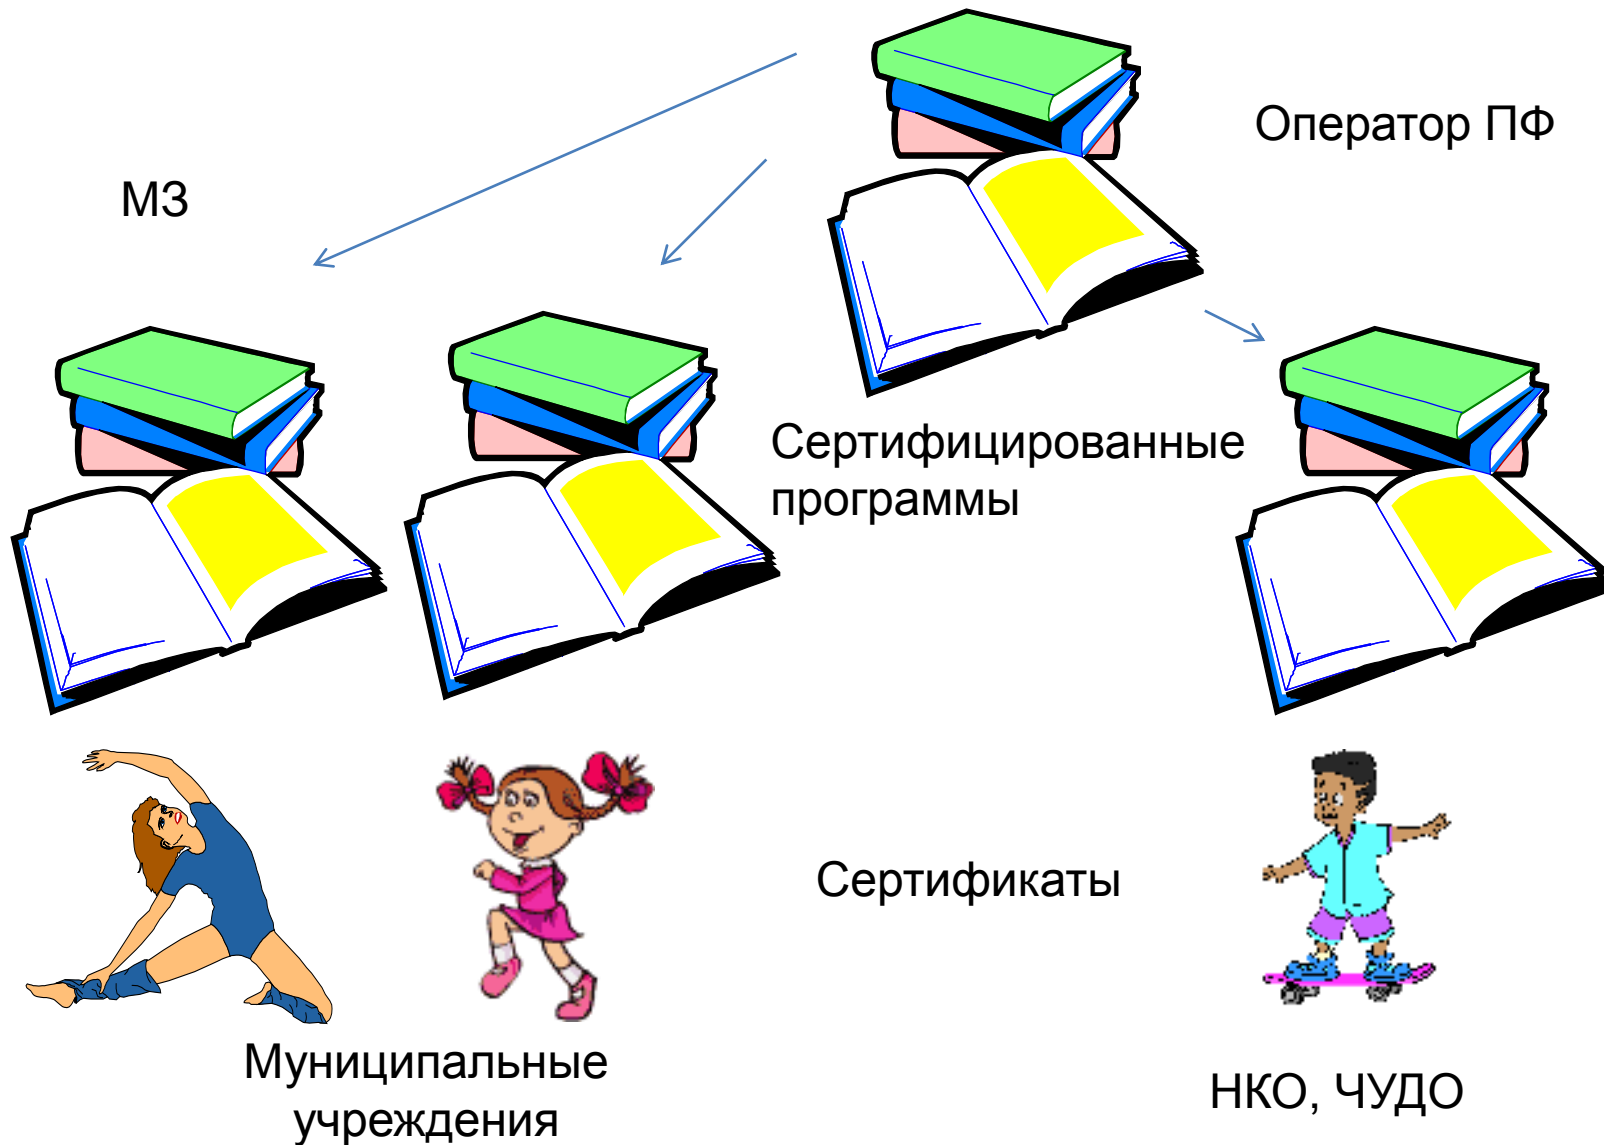 Оператор ПФ
МЗ
Сертифицированные
программы
Сертификаты
Муниципальные
учреждения
НКО, ЧУДО